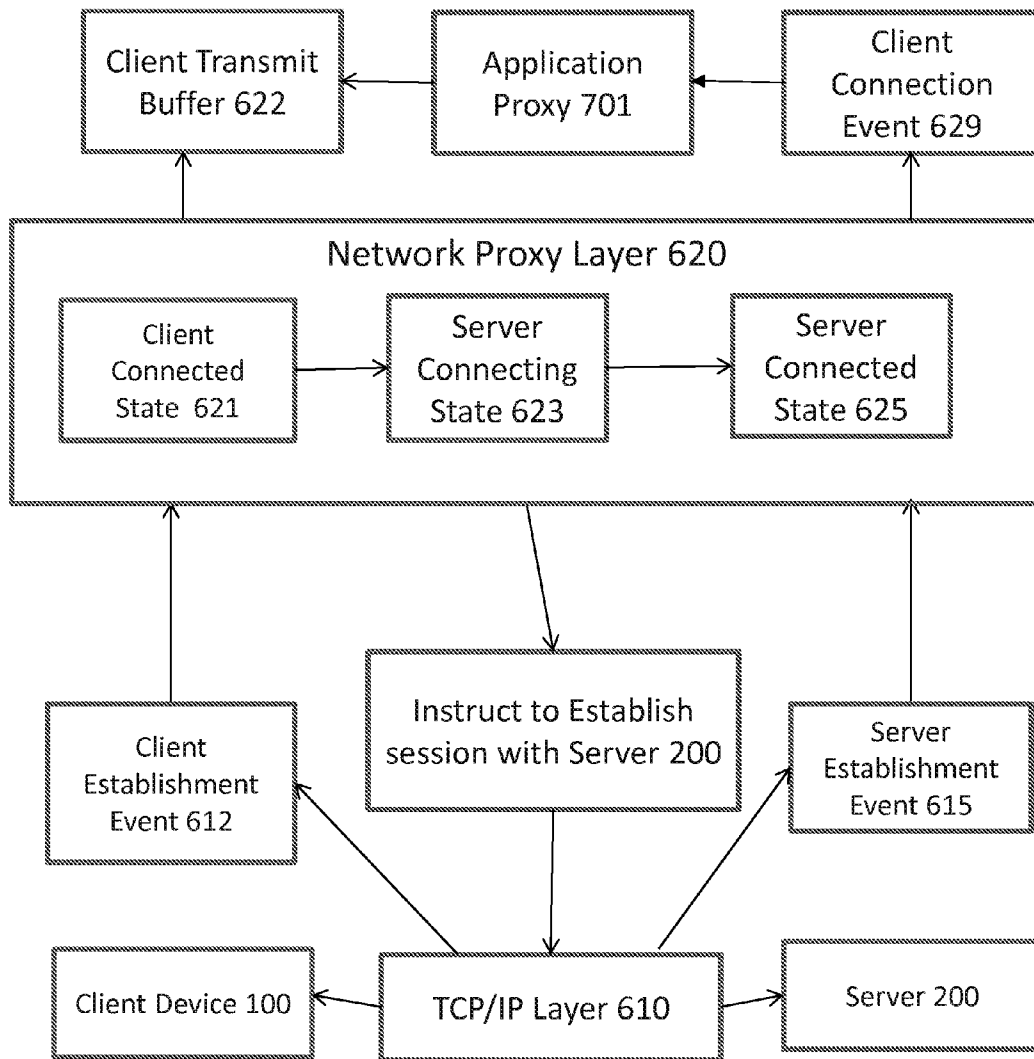 Client Transmit
Buffer 622
Application
Proxy 701
Client
Connection
Event 629
Network Proxy Layer 620
Client
Connected
State 621
Server
Connecting
State 623
Server
Connected
State 625
Instruct to Establish
session with Server 200
Client
Establishment
Event 612
Server
Establishment
Event 615
Client Device 100
TCP/IP Layer 610
Server 200